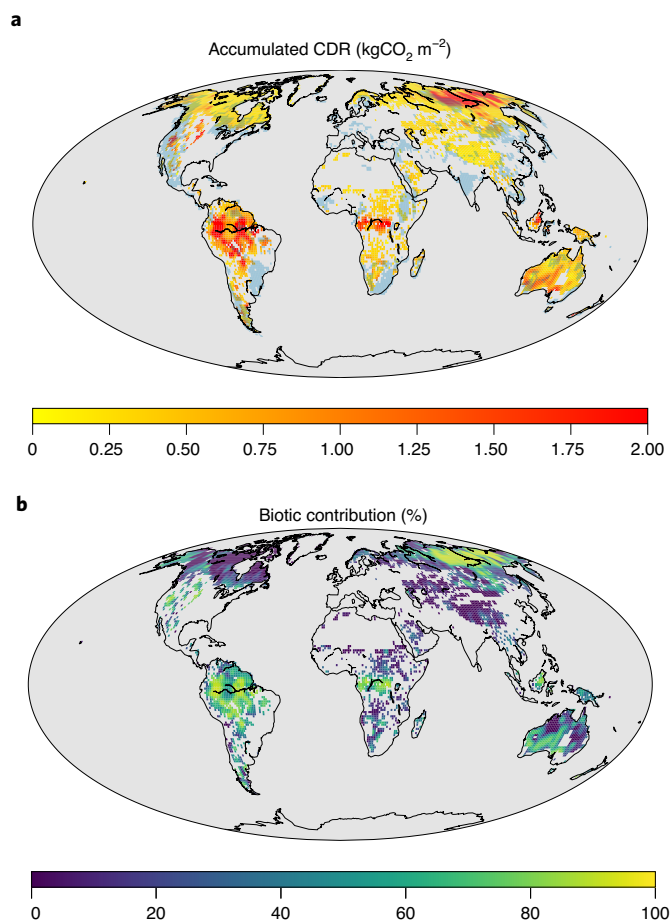 a
Accumulated CDR (kgCO₂ m⁻²)
0 0.25 0.50 0.75 1.00 1.25 1.50 1.75 2.00
b
Biotic contribution (%)
0 20 40 60 80 100